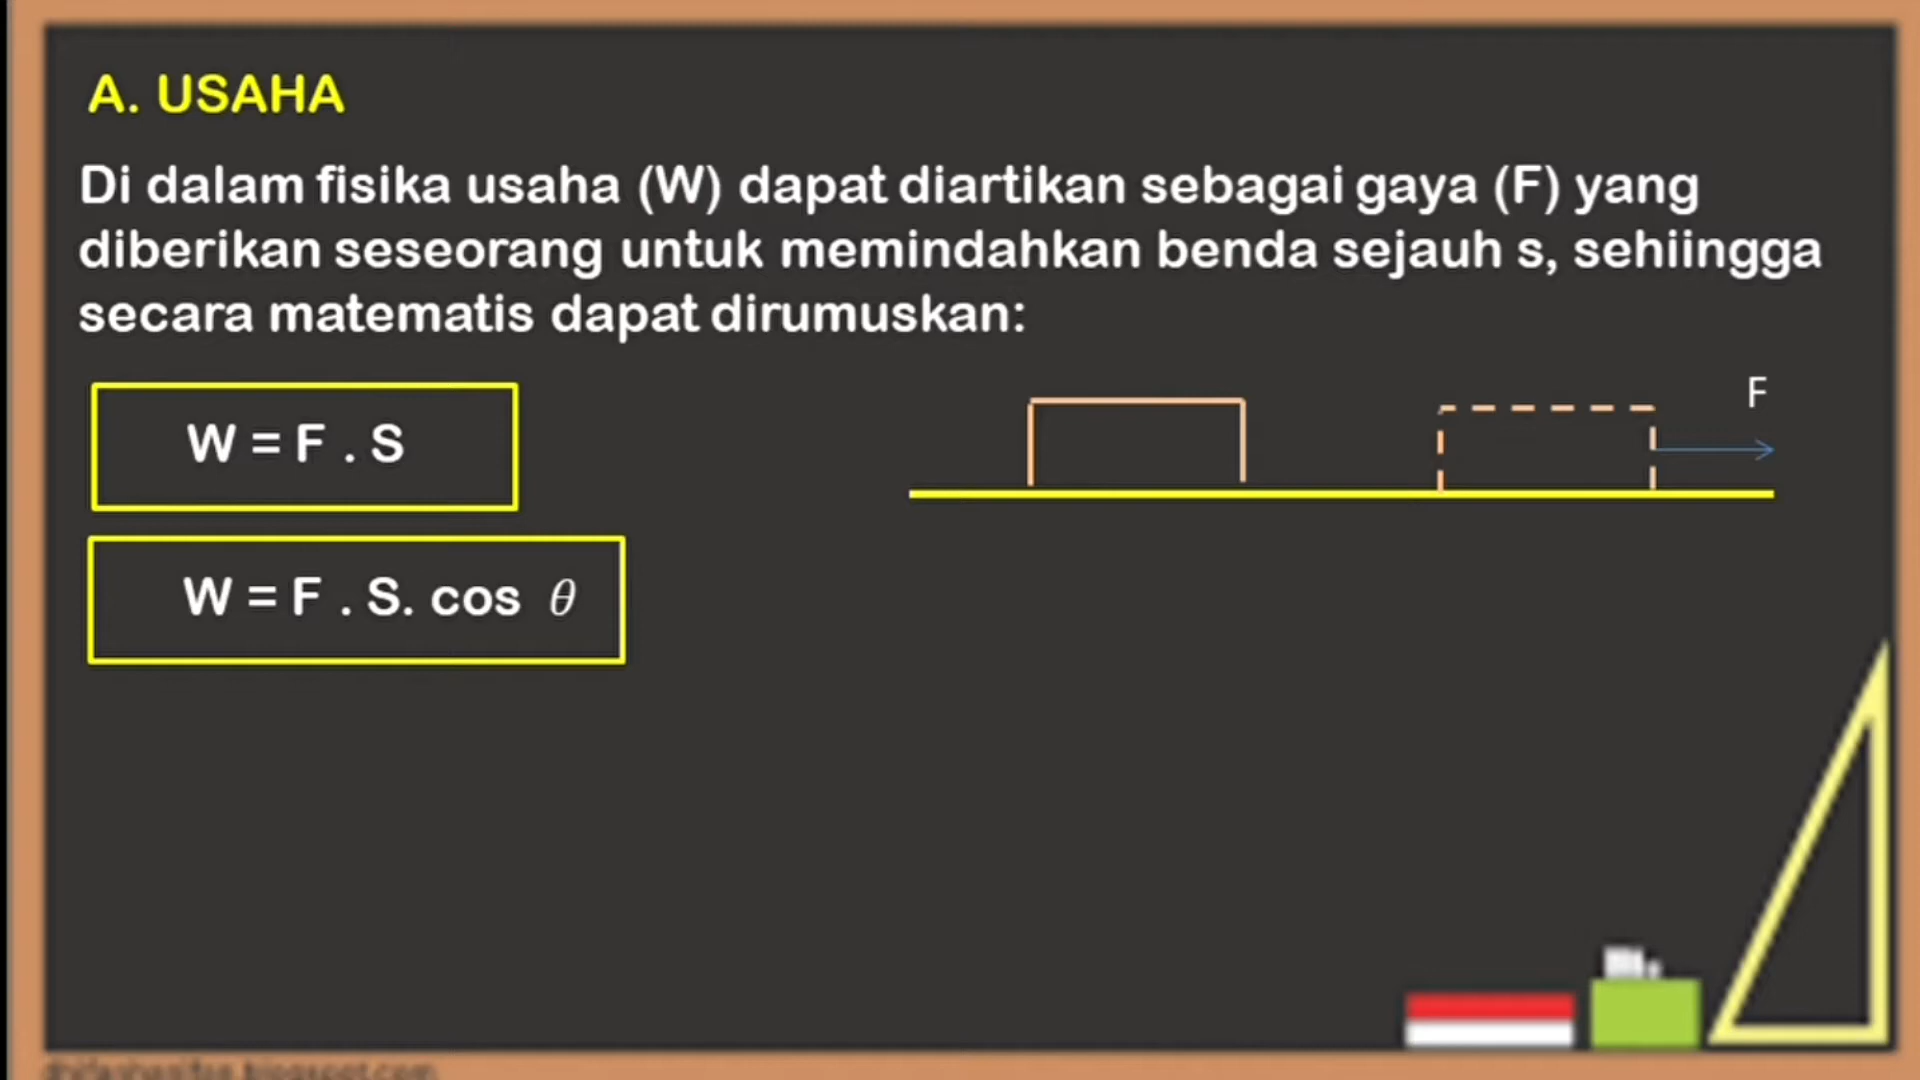 A. USAHA
Di dalam fisika usaha (W) dapat diartikan sebagai gaya (F) yang
diberikan seseorang untuk memindahkan benda sejauh s, sehiingga
secara matematis dapat dirumuskan:
W = F . S
F
W = F . S. cos θ